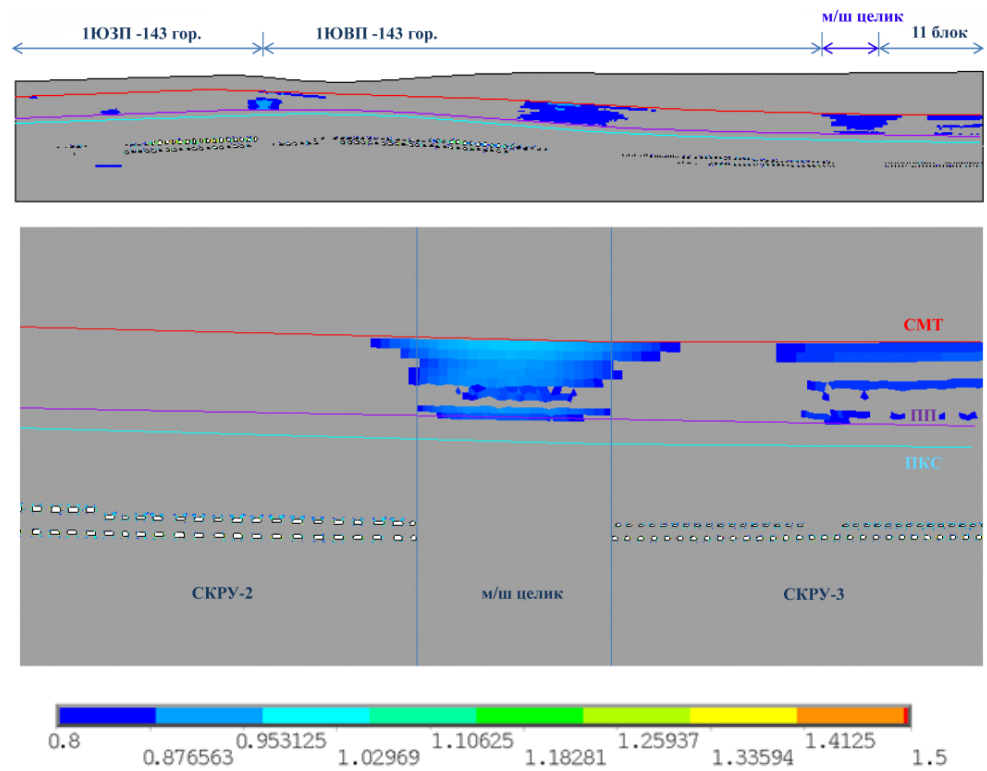 м/ш целик
1ЮЗП -143 гор.
1ЮВП -143 гор.
11 блок
СМТ
ПП
ПКС
СКРУ-2
м/ш целик
СКРУ-3
0.8
0.953125
1.10625
1.25937
1.4125
0.876563
1.02969
1.18281
1.33594
1.5